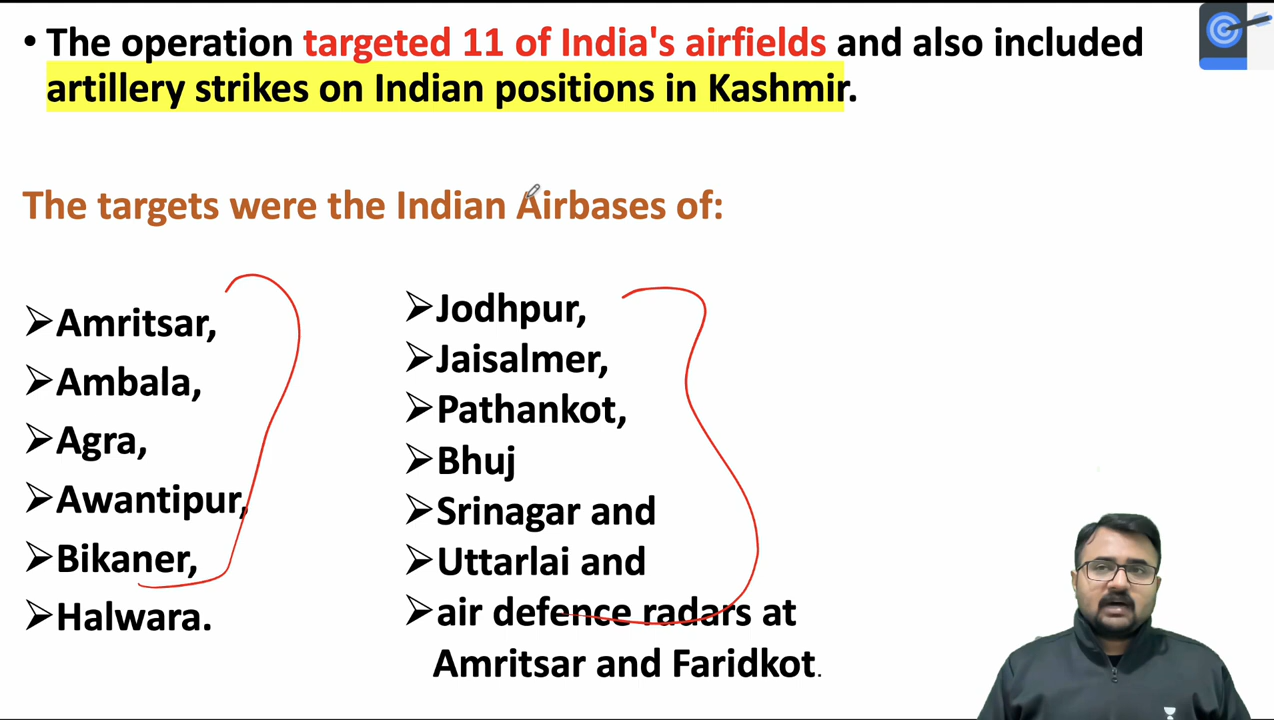 • The operation targeted 11 of India's airfields and also included
artillery strikes on Indian positions in Kashmir.
The targets were the Indian Airbases of:
➢Amritsar,
➢Ambala,
➢Agra,
➢Awantipur,
➢Bikaner,
➢Halwara.
➢Jodhpur,
➢Jaisalmer,
➢Pathankot,
➢Bhuj
➢Srinagar and
➢Uttarlai and
➢air defence radars at
Amritsar and Faridkot.